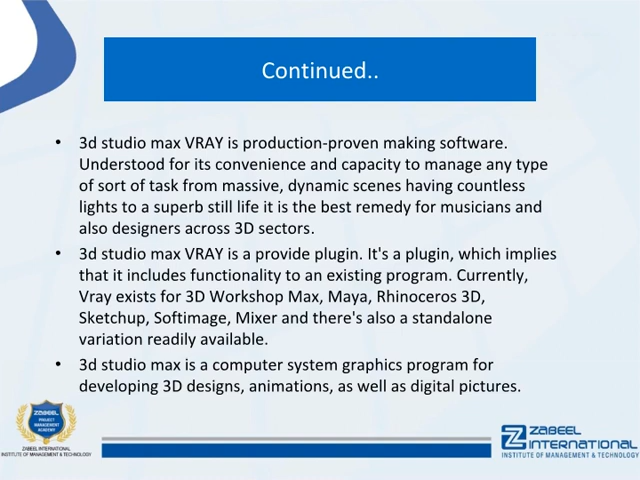 Continued..
• 3d studio max VRAY is production-proven making software.
Understood for its convenience and capacity to manage any type
of sort of task from massive, dynamic scenes having countless
lights to a superb still life it is the best remedy for musicians and
also designers across 3D sectors.
• 3d studio max VRAY is a provide plugin. It's a plugin, which implies
that it includes functionality to an existing program. Currently,
Vray exists for 3D Workshop Max, Maya, Rhinoceros 3D,
Sketchup, Softimage, Mixer and there's also a standalone
variation readily available.
• 3d studio max is a computer system graphics program for
developing 3D designs, animations, as well as digital pictures.
ZABEEL
PROJECT
MANAGEMENT
ACADEMY
ZABEEL INTERNATIONAL
INSTITUTE OF MANAGEMENT & TECHNOLOGY
ZABEEL
INTERNATIONAL
INSTITUTE OF MANAGEMENT & TECHNOLOGY